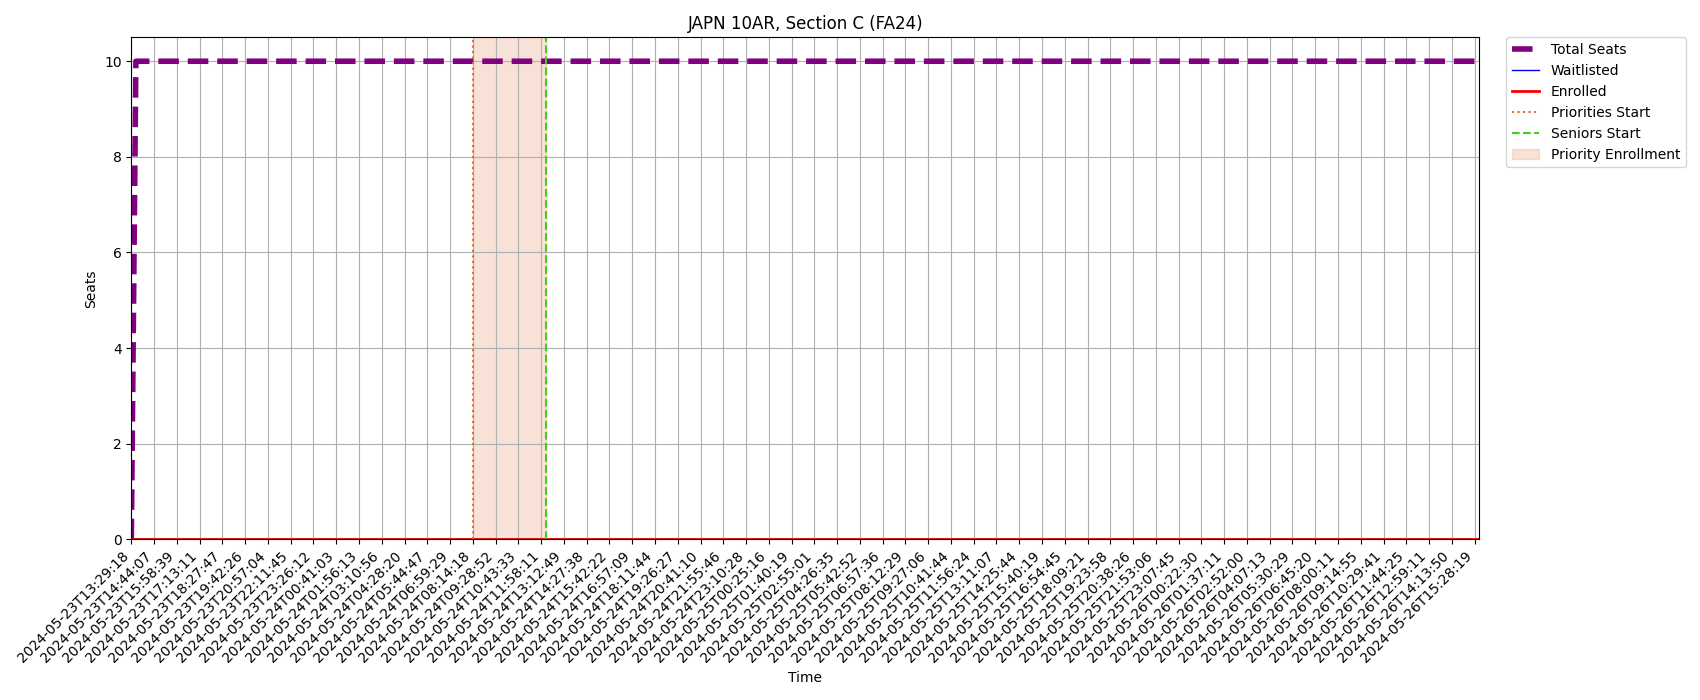 JAPN 10AR, Section C (FA24)
Total Seats
Waitlisted
Enrolled
Priorities Start
Seniors Start
Priority Enrollment
Seats
10
8
6
4
2
0
2024-05-23T13:29:18
2024-05-23T14:44:07
2024-05-23T15:58:39
2024-05-23T17:13:11
2024-05-23T18:27:47
2024-05-23T19:42:26
2024-05-23T20:57:04
2024-05-23T22:11:45
2024-05-23T23:26:12
2024-05-24T00:41:03
2024-05-24T01:56:13
2024-05-24T03:10:56
2024-05-24T04:28:20
2024-05-24T05:44:47
2024-05-24T06:59:29
2024-05-24T08:14:18
2024-05-24T09:28:52
2024-05-24T10:43:33
2024-05-24T11:58:11
2024-05-24T13:12:49
2024-05-24T14:27:38
2024-05-24T15:42:22
2024-05-24T16:57:09
2024-05-24T18:11:44
2024-05-24T19:26:27
2024-05-24T20:41:10
2024-05-24T21:55:46
2024-05-24T23:10:28
2024-05-25T00:25:16
2024-05-25T01:40:19
2024-05-25T02:55:01
2024-05-25T04:26:35
2024-05-25T05:42:52
2024-05-25T06:57:36
2024-05-25T08:12:29
2024-05-25T09:27:06
2024-05-25T10:41:44
2024-05-25T11:56:24
2024-05-25T13:11:07
2024-05-25T14:25:44
2024-05-25T15:40:19
2024-05-25T16:54:45
2024-05-25T18:09:21
2024-05-25T19:23:58
2024-05-25T20:38:26
2024-05-25T21:53:06
2024-05-25T23:07:45
2024-05-26T00:22:30
2024-05-26T01:37:11
2024-05-26T02:52:00
2024-05-26T04:07:13
2024-05-26T05:30:29
2024-05-26T06:45:20
2024-05-26T08:00:11
2024-05-26T09:14:55
2024-05-26T10:29:41
2024-05-26T11:44:25
2024-05-26T12:59:11
2024-05-26T14:13:50
2024-05-26T15:28:19
Time